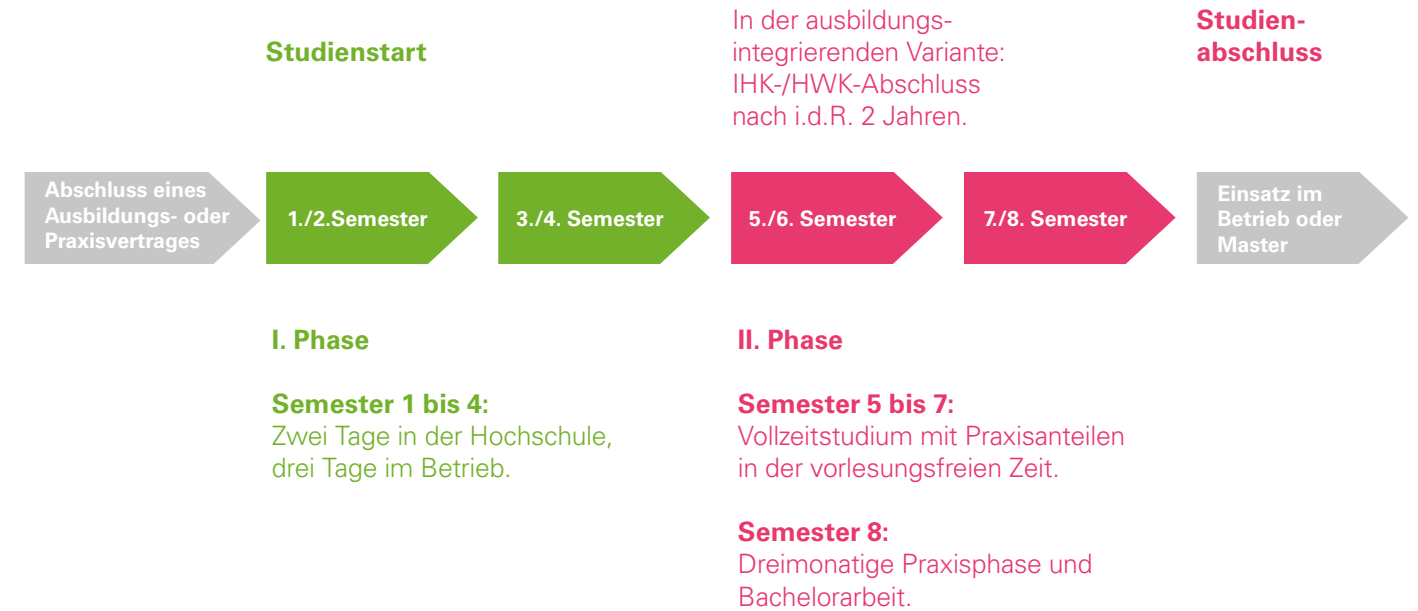 Studienstart
In der ausbildungs-
integrierenden Variante:
IHK-/HWK-Abschluss
nach i.d.R. 2 Jahren.
Studien-
abschluss
Abschluss eines
Ausbildungs- oder
Praxisvertrages
1./2.Semester
3./4. Semester
5./6. Semester
7./8. Semester
Einsatz im
Betrieb oder
Master
I. Phase
Semester 1 bis 4:
Zwei Tage in der Hochschule,
drei Tage im Betrieb.
II. Phase
Semester 5 bis 7:
Vollzeitstudium mit Praxisanteilen
in der vorlesungsfreien Zeit.
Semester 8:
Dreimonatige Praxisphase und
Bachelorarbeit.